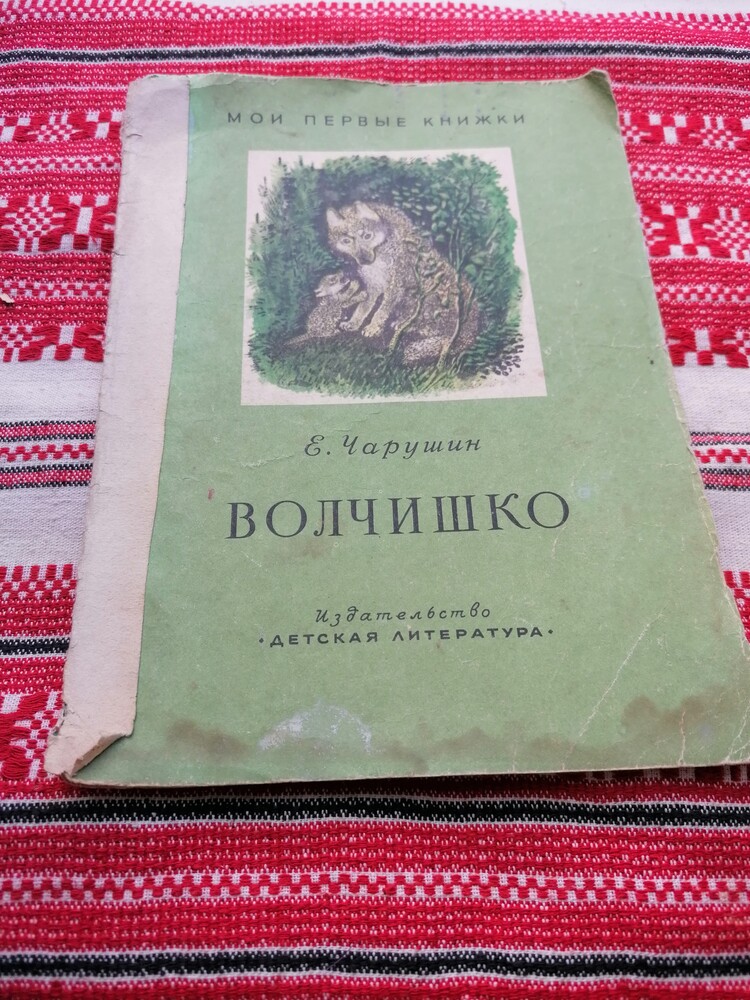 МОИ ПЕРВЫЕ КНИЖКИ
Е. Чарушин
ВОЛЧИШКО
Издательство
•ДЕТСКАЯ ЛИТЕРАТУРА•